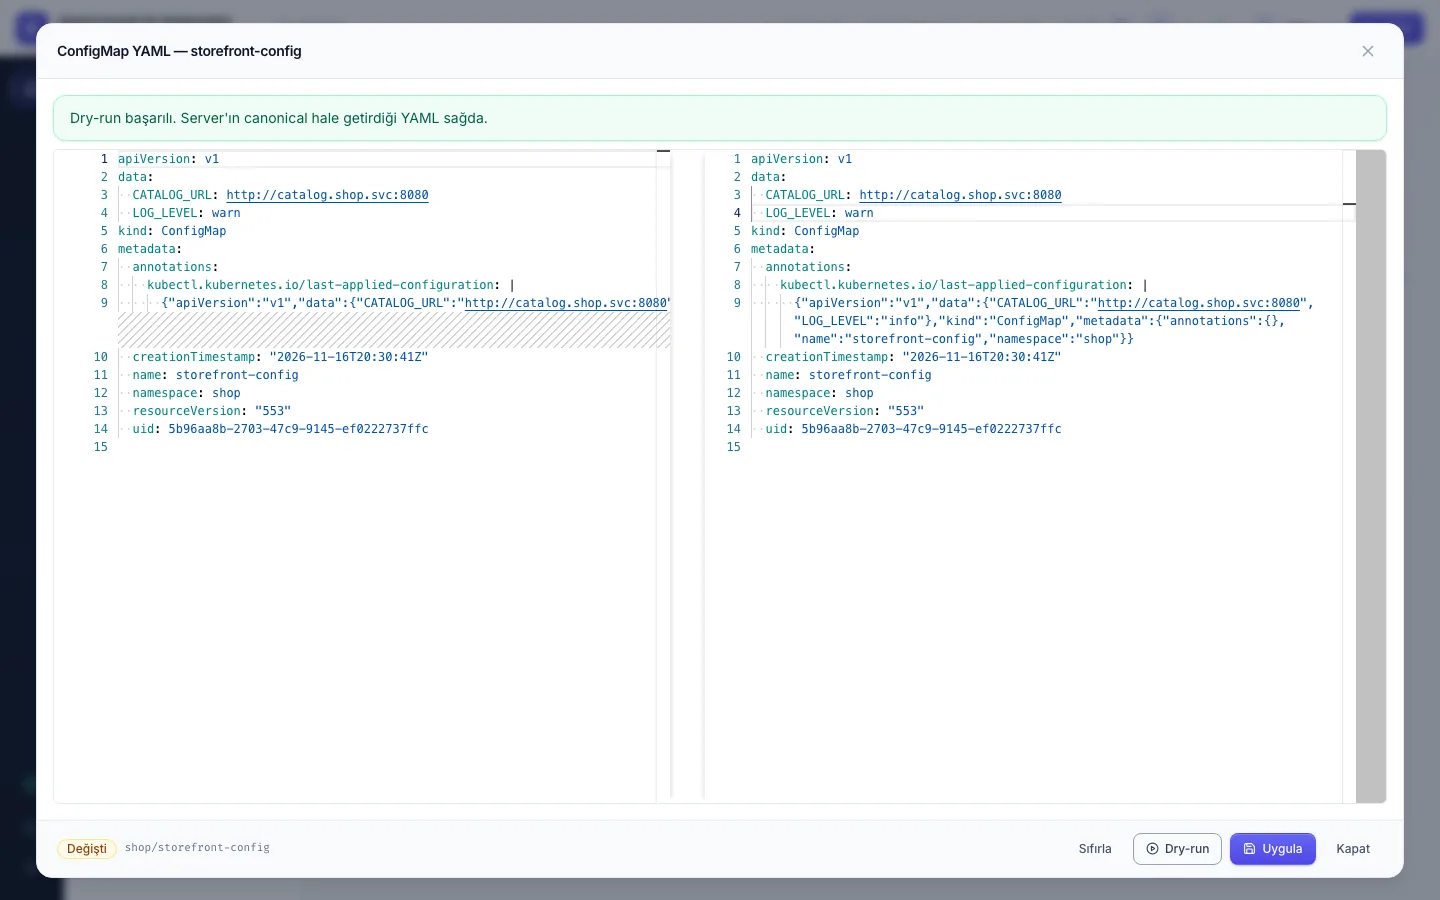 ConfigMap YAML — storefront-config
Dry-run başarılı. Server'ın canonical hale getirdiği YAML sağda.
1 apiVersion: v1
2 data:
3 CATALOG_URL: http://catalog.shop.svc:8080
4 LOG_LEVEL: warn
5 kind: ConfigMap
6 metadata:
7 annotations:
8 kubectl.kubernetes.io/last-applied-configuration: |
9 {"apiVersion":"v1","data":{"CATALOG_URL":"http://catalog.shop.svc:8080"
10 creationTimestamp: "2026-11-16T20:30:41Z"
11 name: storefront-config
12 namespace: shop
13 resourceVersion: "553"
14 uid: 5b96aa8b-2703-47c9-9145-ef0222737ffc
15
1 apiVersion: v1
2 data:
3 CATALOG_URL: http://catalog.shop.svc:8080
4 LOG_LEVEL: warn
5 kind: ConfigMap
6 metadata:
7 annotations:
8 kubectl.kubernetes.io/last-applied-configuration: |
9 {"apiVersion":"v1","data":{"CATALOG_URL":"http://catalog.shop.svc:8080",
"LOG_LEVEL":"info"},"kind":"ConfigMap","metadata":{"annotations":{},
"name":"storefront-config","namespace":"shop"}}
10 creationTimestamp: "2026-11-16T20:30:41Z"
11 name: storefront-config
12 namespace: shop
13 resourceVersion: "553"
14 uid: 5b96aa8b-2703-47c9-9145-ef0222737ffc
15
Değişti shop/storefront-config
Sıfırla Dry-run Uygula Kapat